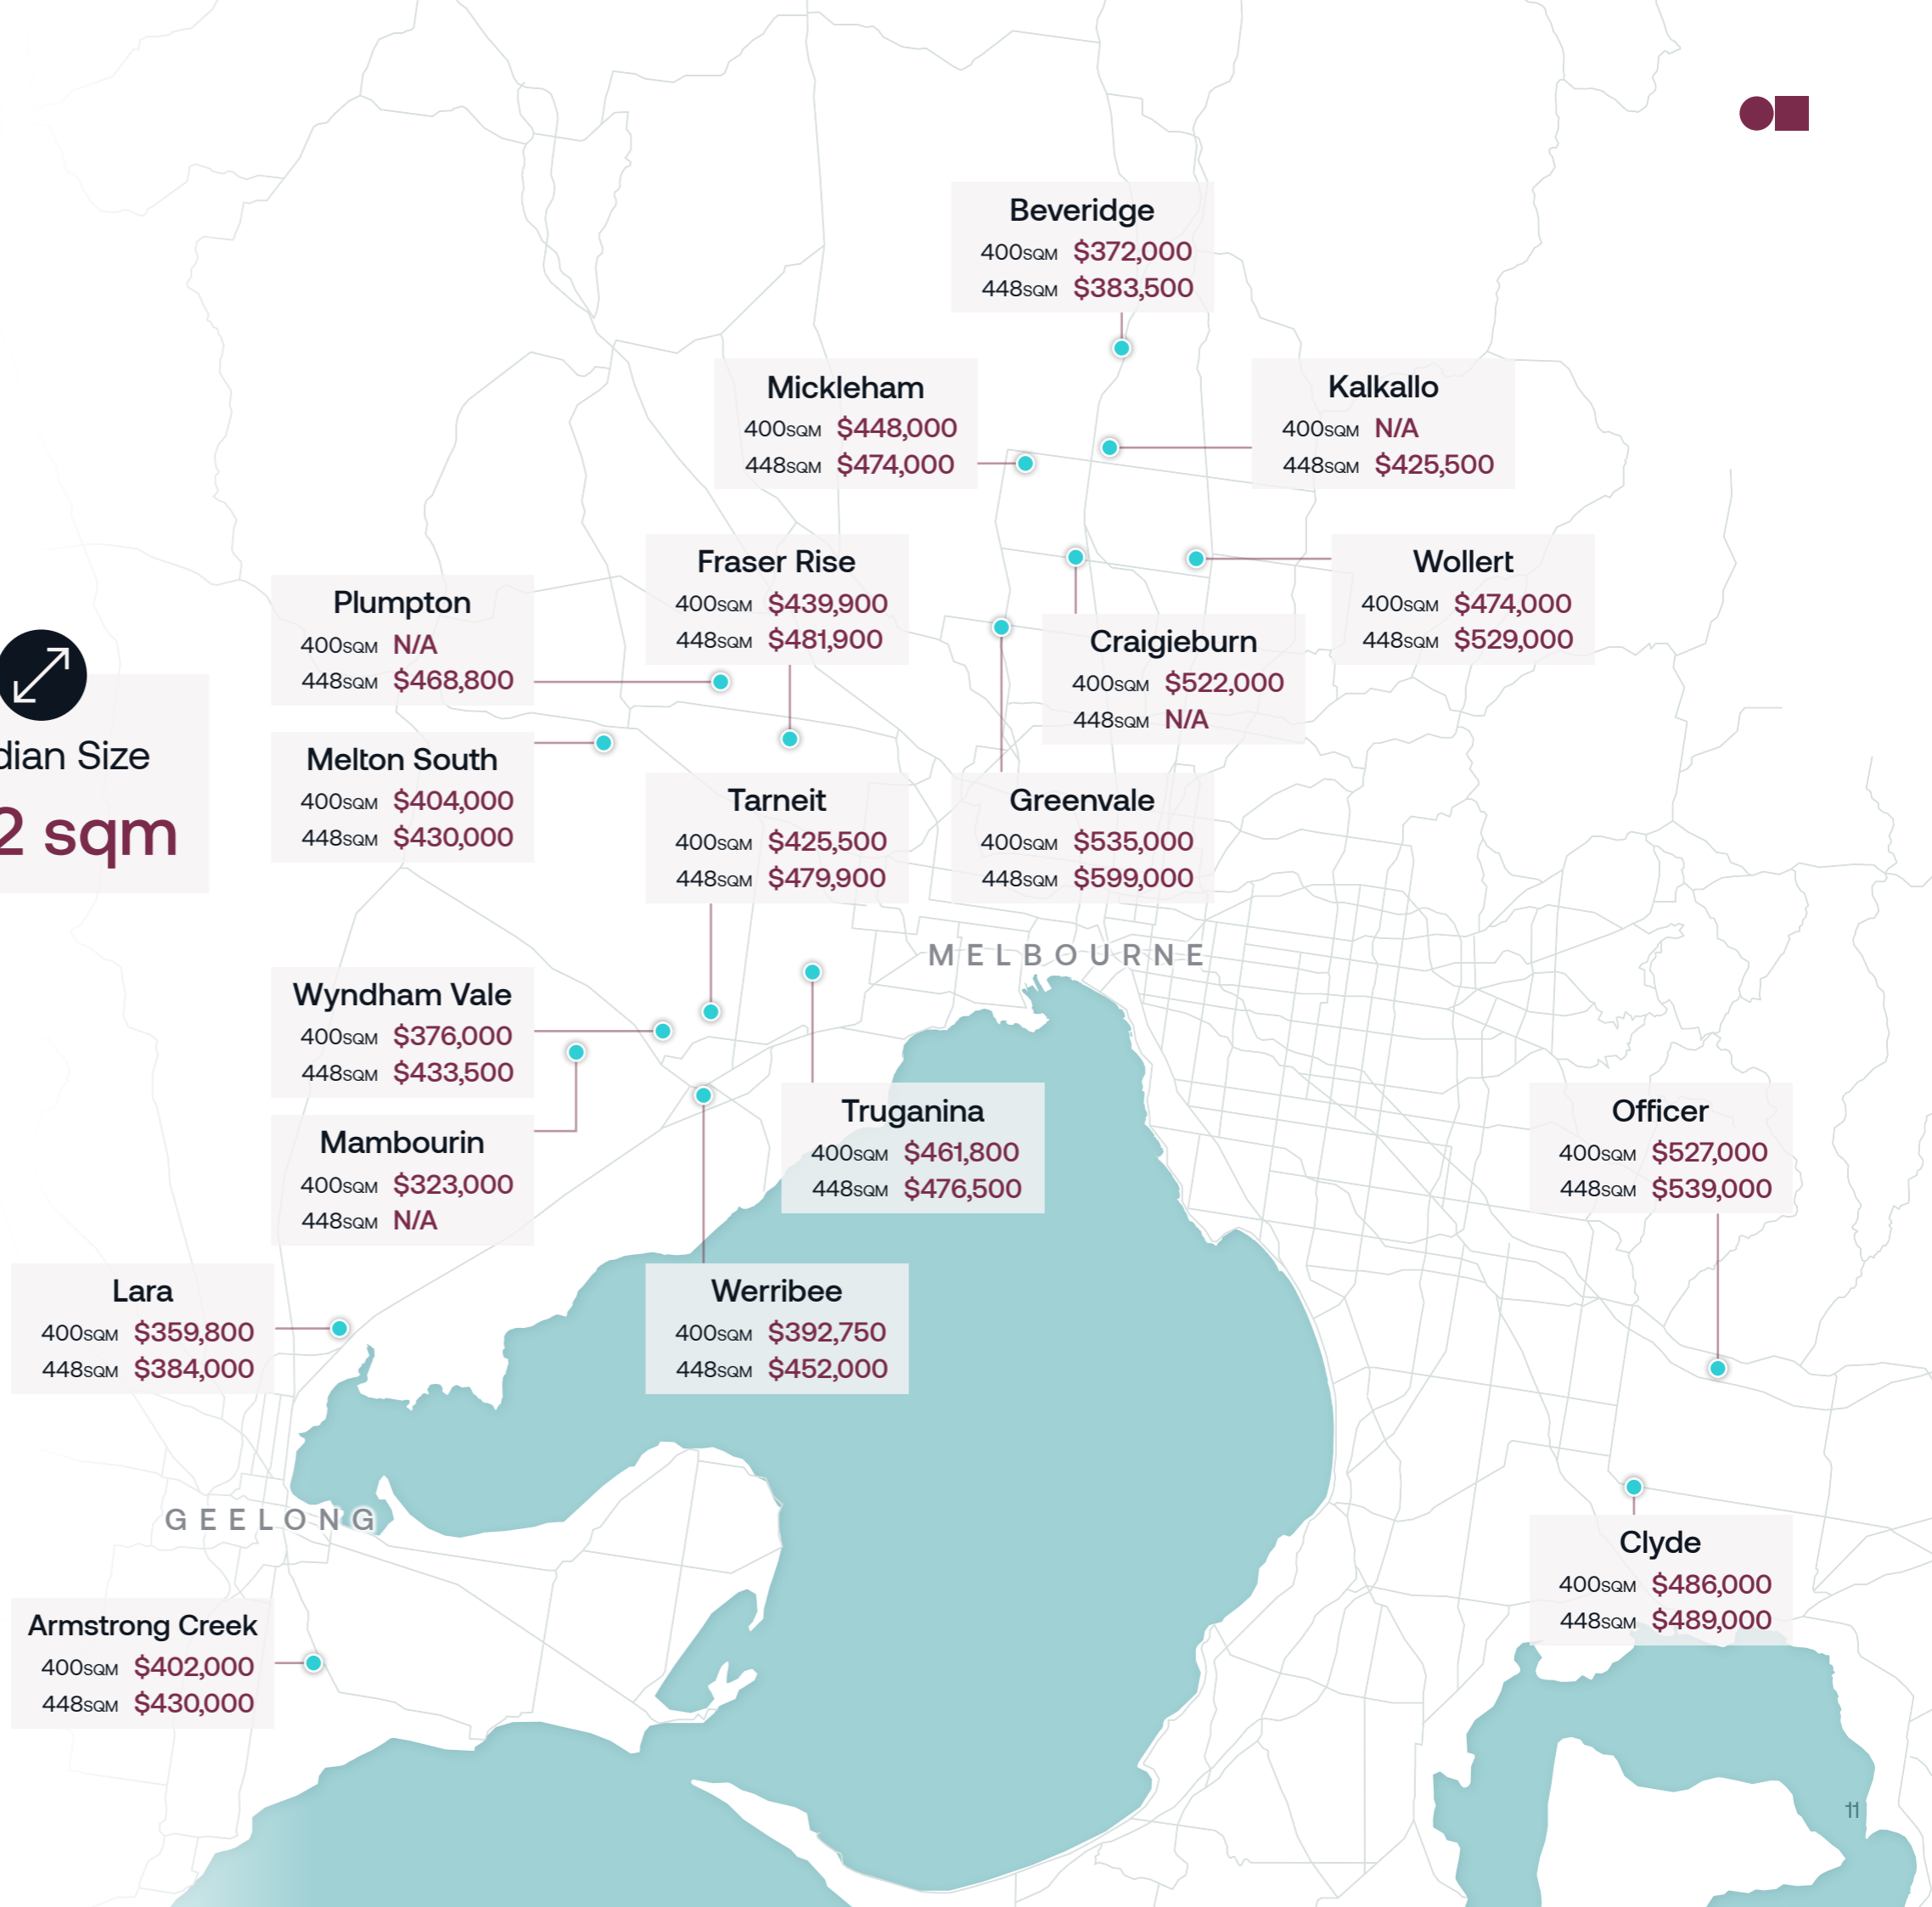 Beveridge
400SQM $372,000
448SQM $383,500
Mickleham
400SQM $448,000
448SQM $474,000
Kalkallo
400SQM N/A
448SQM $425,500
Fraser Rise
400SQM $439,900
448SQM $481,900
Wollert
400SQM $474,000
448SQM $529,000
Plumpton
400SQM N/A
448SQM $468,800
Craigieburn
400SQM $522,000
448SQM N/A
dian Size
2 sqm
Melton South
400SQM $404,000
448SQM $430,000
Tarneit
400SQM $425,500
448SQM $479,900
Greenvale
400SQM $535,000
448SQM $599,000
MELBOURNE
Wyndham Vale
400SQM $376,000
448SQM $433,500
Truganina
400SQM $461,800
448SQM $476,500
Officer
400SQM $527,000
448SQM $539,000
Mambourin
400SQM $323,000
448SQM N/A
Lara
400SQM $359,800
448SQM $384,000
Werribee
400SQM $392,750
448SQM $452,000
GEELONG
Clyde
400SQM $486,000
448SQM $489,000
Armstrong Creek
400SQM $402,000
448SQM $430,000
11